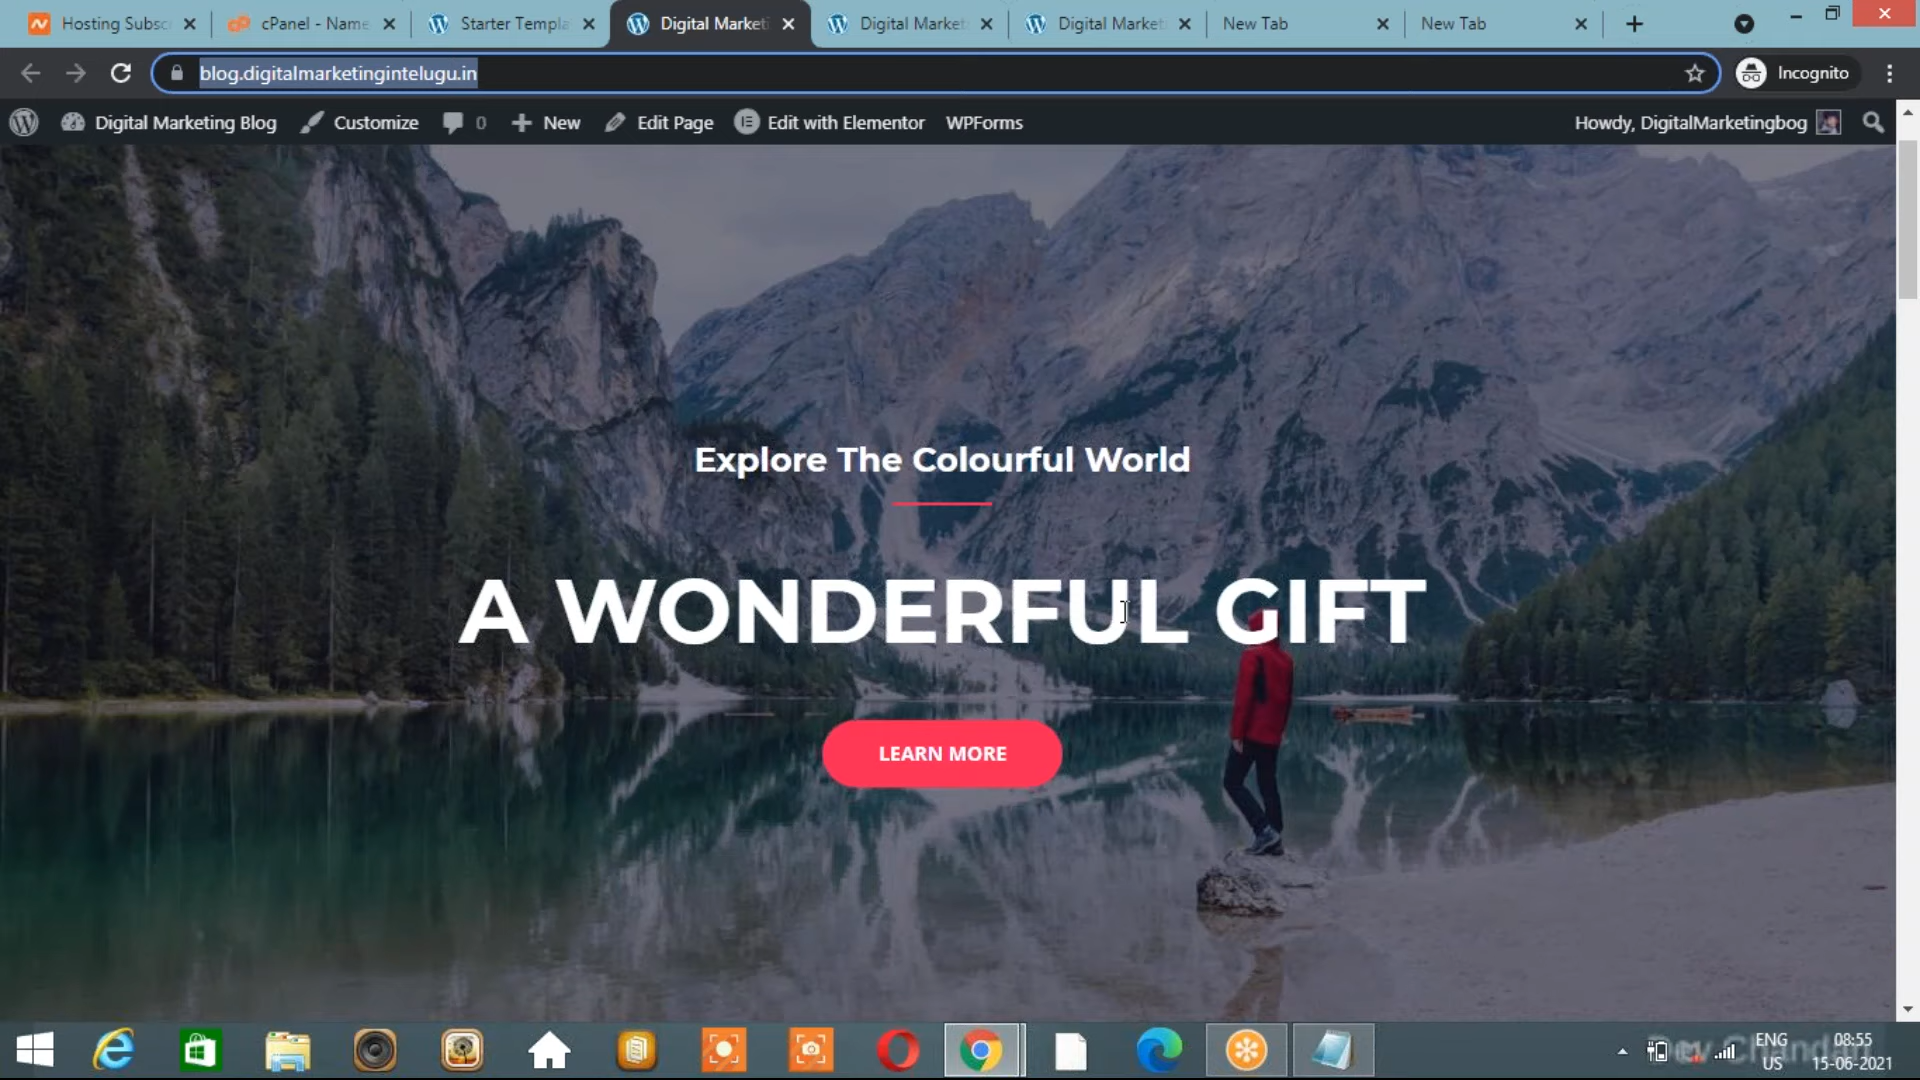 Hosting Subsc
cPanel - Name
Starter Templa
Digital Marketi
Digital Market
Digital Market
New Tab
New Tab
blog.digitalmarketingintelugu.in
Incognito
Digital Marketing Blog
Customize
0
New
Edit Page
Edit with Elementor
WPForms
Howdy, DigitalMarketingbog
Explore The Colourful World
A WONDERFUL GIFT
LEARN MORE
ENG
US
08:55
15-06-2021